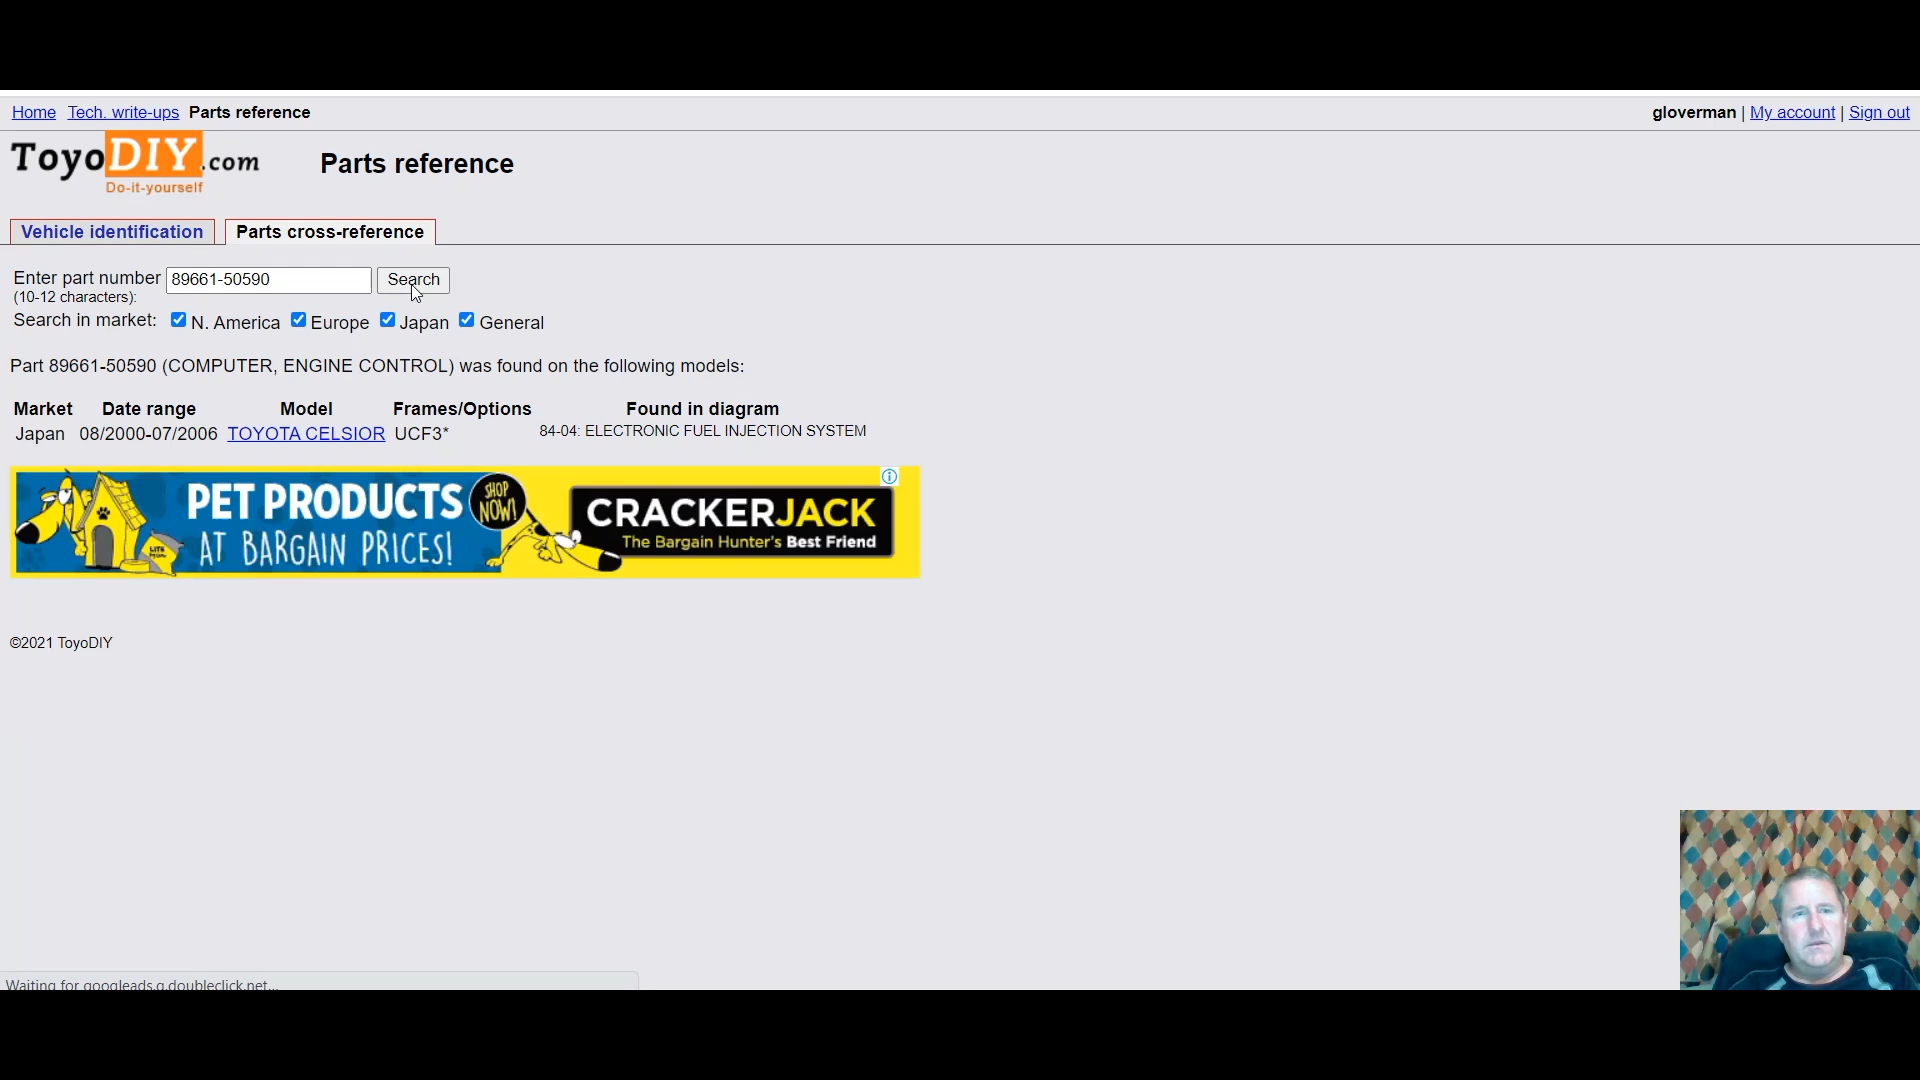 Home Tech. write-ups Parts reference
gloverman | My account | Sign out
ToyoDIY.com
Do-it-yourself
Parts reference
Vehicle identification
Parts cross-reference
Enter part number 89661-50590 Search
(10-12 characters):
Search in market: N. America Europe Japan General
Part 89661-50590 (COMPUTER, ENGINE CONTROL) was found on the following models:
Market Date range Model Frames/Options Found in diagram
Japan 08/2000-07/2006 TOYOTA CELSIOR UCF3* 84-04: ELECTRONIC FUEL INJECTION SYSTEM
PET PRODUCTS
AT BARGAIN PRICES!
SHOP
NOW!
CRACKERJACK
The Bargain Hunter's Best Friend
©2021 ToyoDIY
Waiting for googleads.g.doubleclick.net...